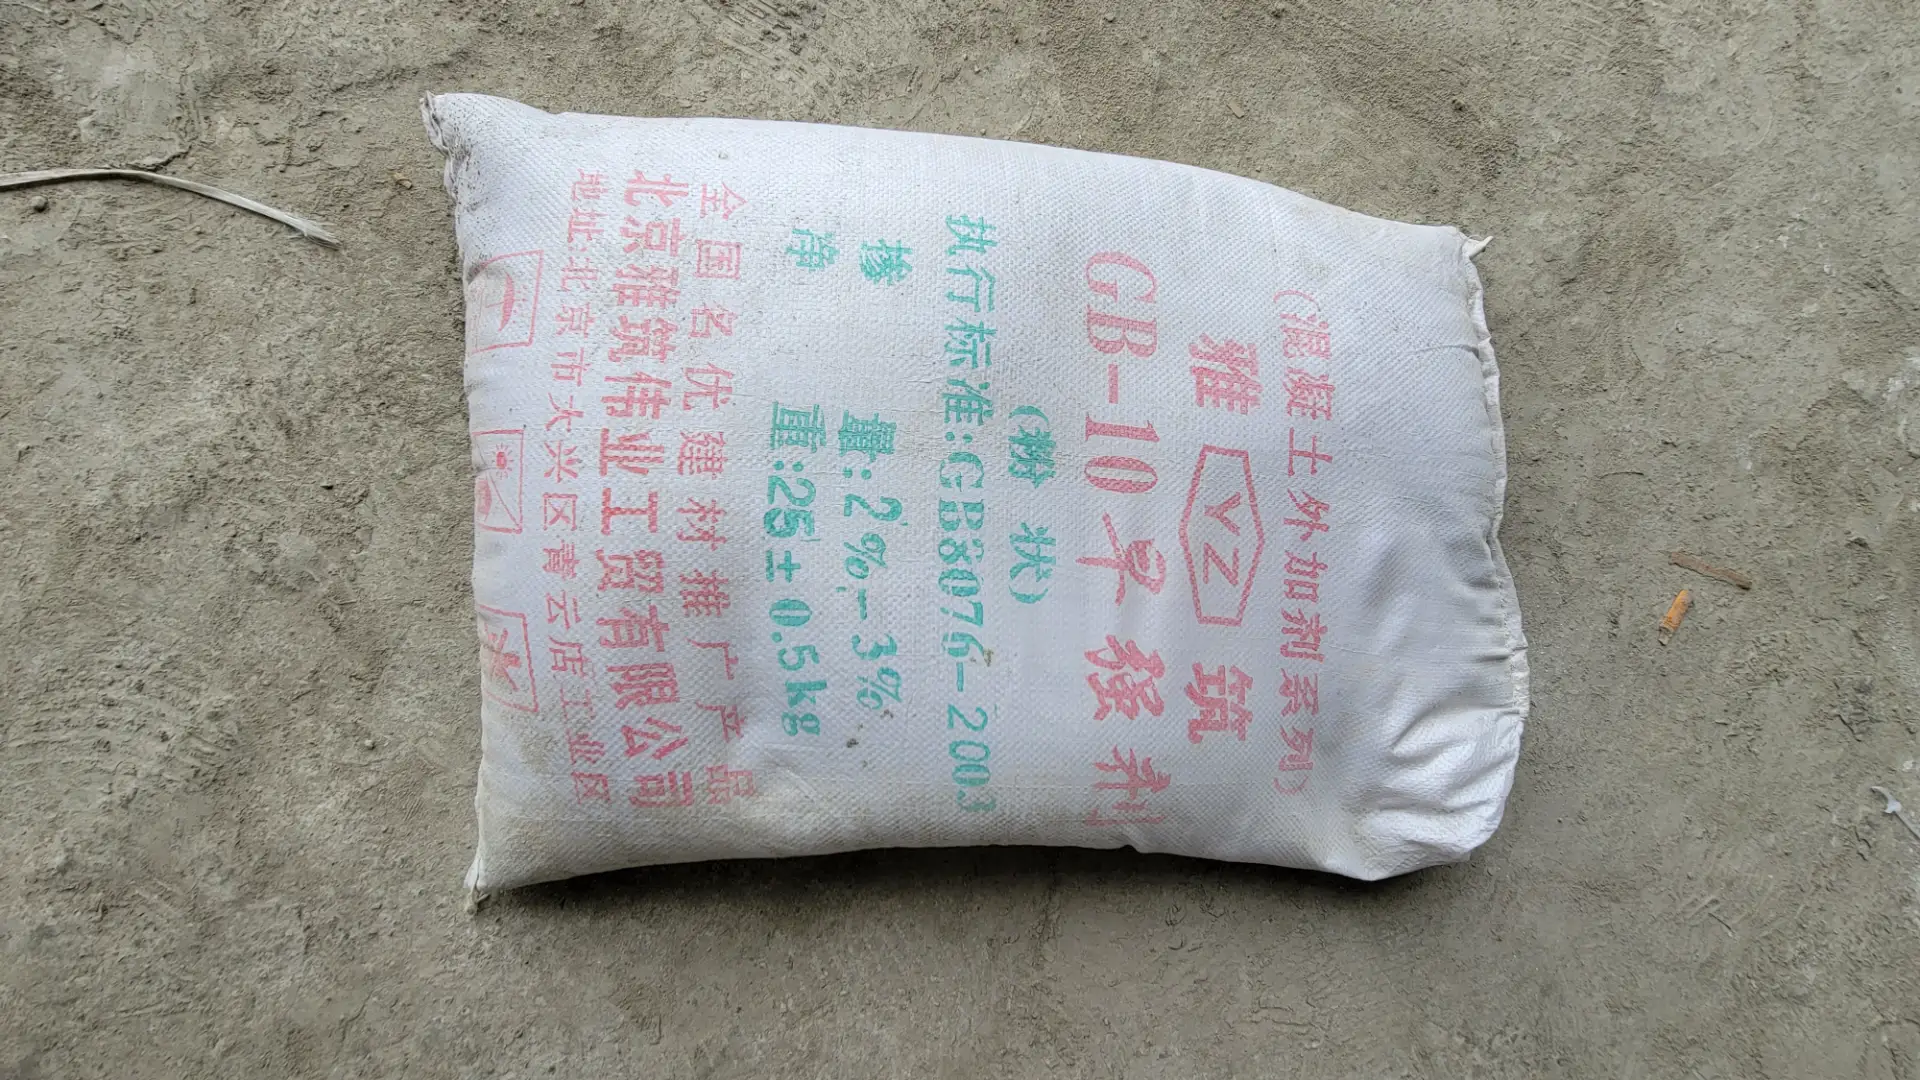 (混凝土外加剂系列)
雅 YZ 筑
GB-10早强剂
(粉状)
执行标准:GB8076-2003
掺 量:2%-3%
净 重:25±0.5kg
全国名优建材推广产品
北京雅筑伟业工贸有限公司
地址:北京市大兴区青云店工业区